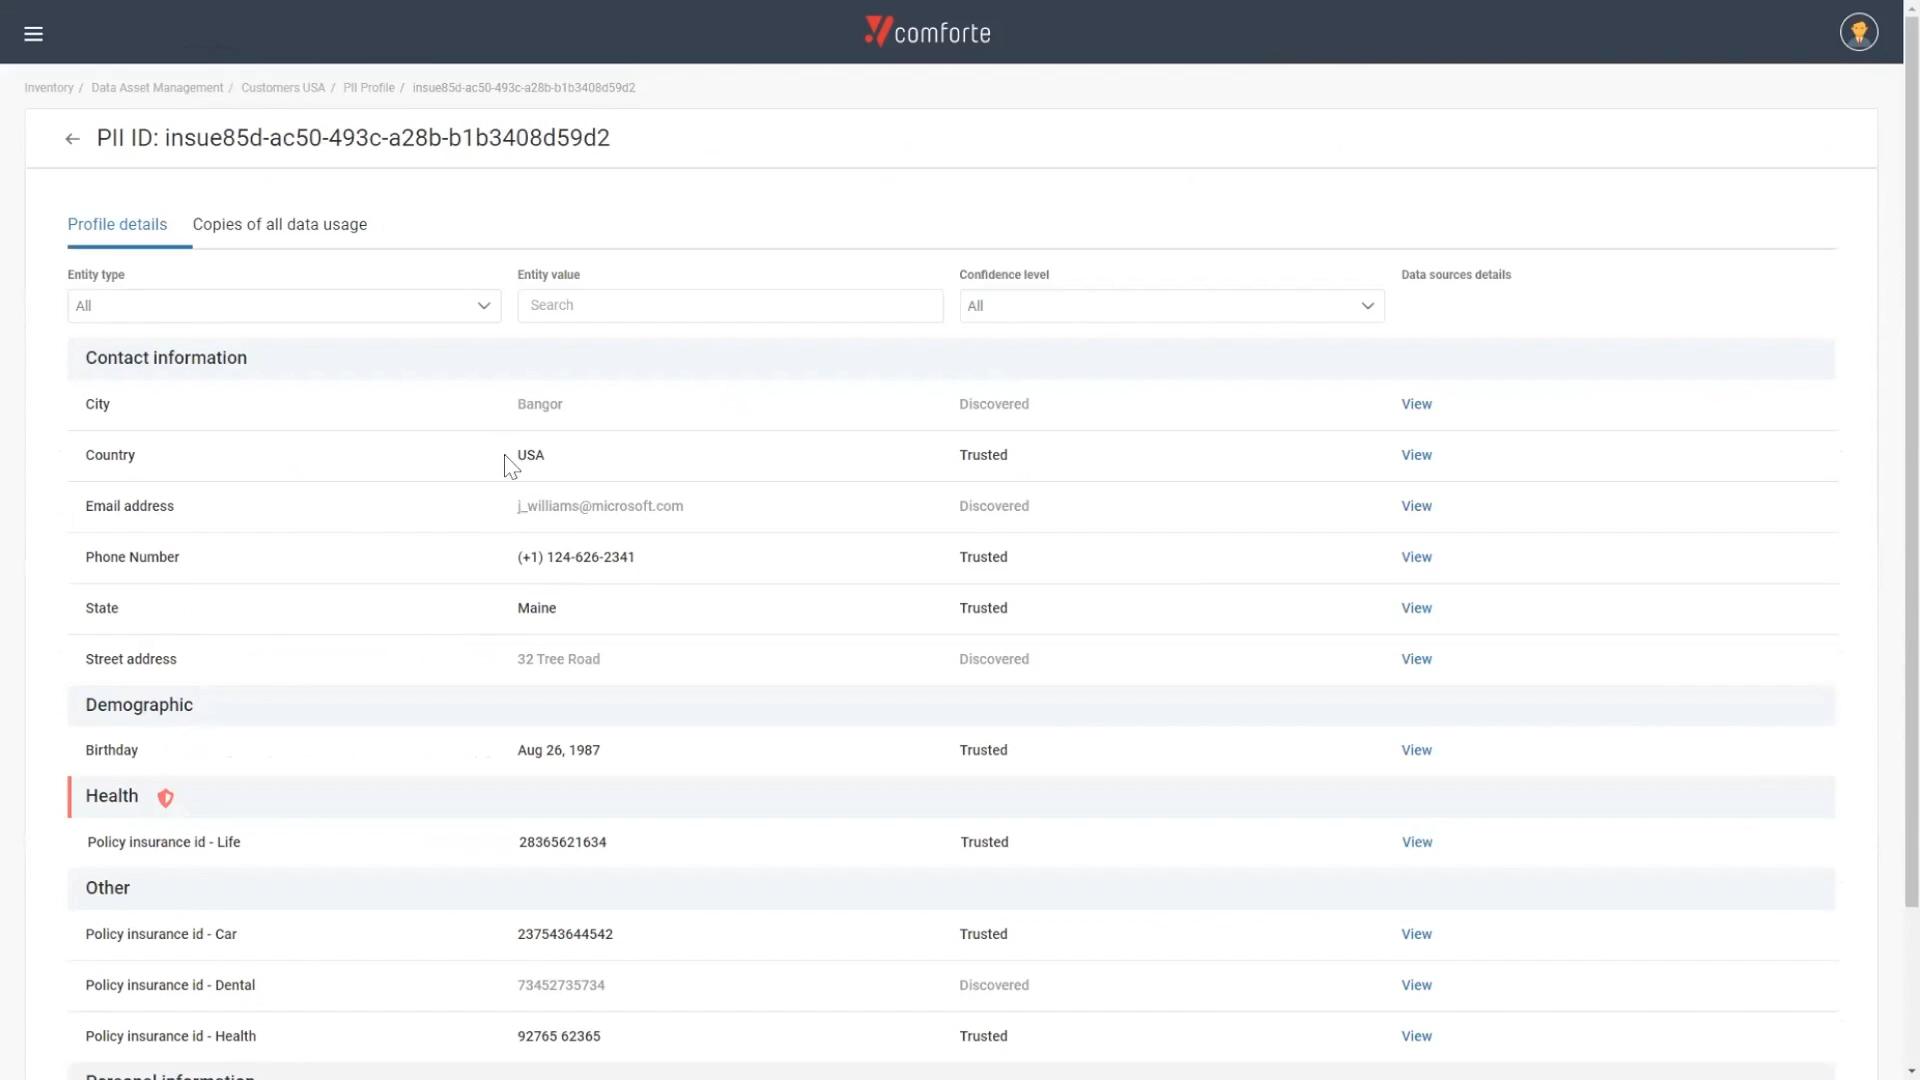 comforte
Inventory / Data Asset Management / Customers USA / PII Profile / insue85d-ac50-493c-a28b-b1b3408d59d2
PII ID: insue85d-ac50-493c-a28b-b1b3408d59d2
Profile details Copies of all data usage
Entity type Entity value Confidence level Data sources details
All Search All
Contact information
City Bangor Discovered View
Country USA Trusted View
Email address j_williams@microsoft.com Discovered View
Phone Number (+1) 124-626-2341 Trusted View
State Maine Trusted View
Street address 32 Tree Road Discovered View
Demographic
Birthday Aug 26, 1987 Trusted View
Health
Policy insurance id - Life 28365621634 Trusted View
Other
Policy insurance id - Car 237543644542 Trusted View
Policy insurance id - Dental 73452735734 Discovered View
Policy insurance id - Health 92765 62365 Trusted View
Personal information